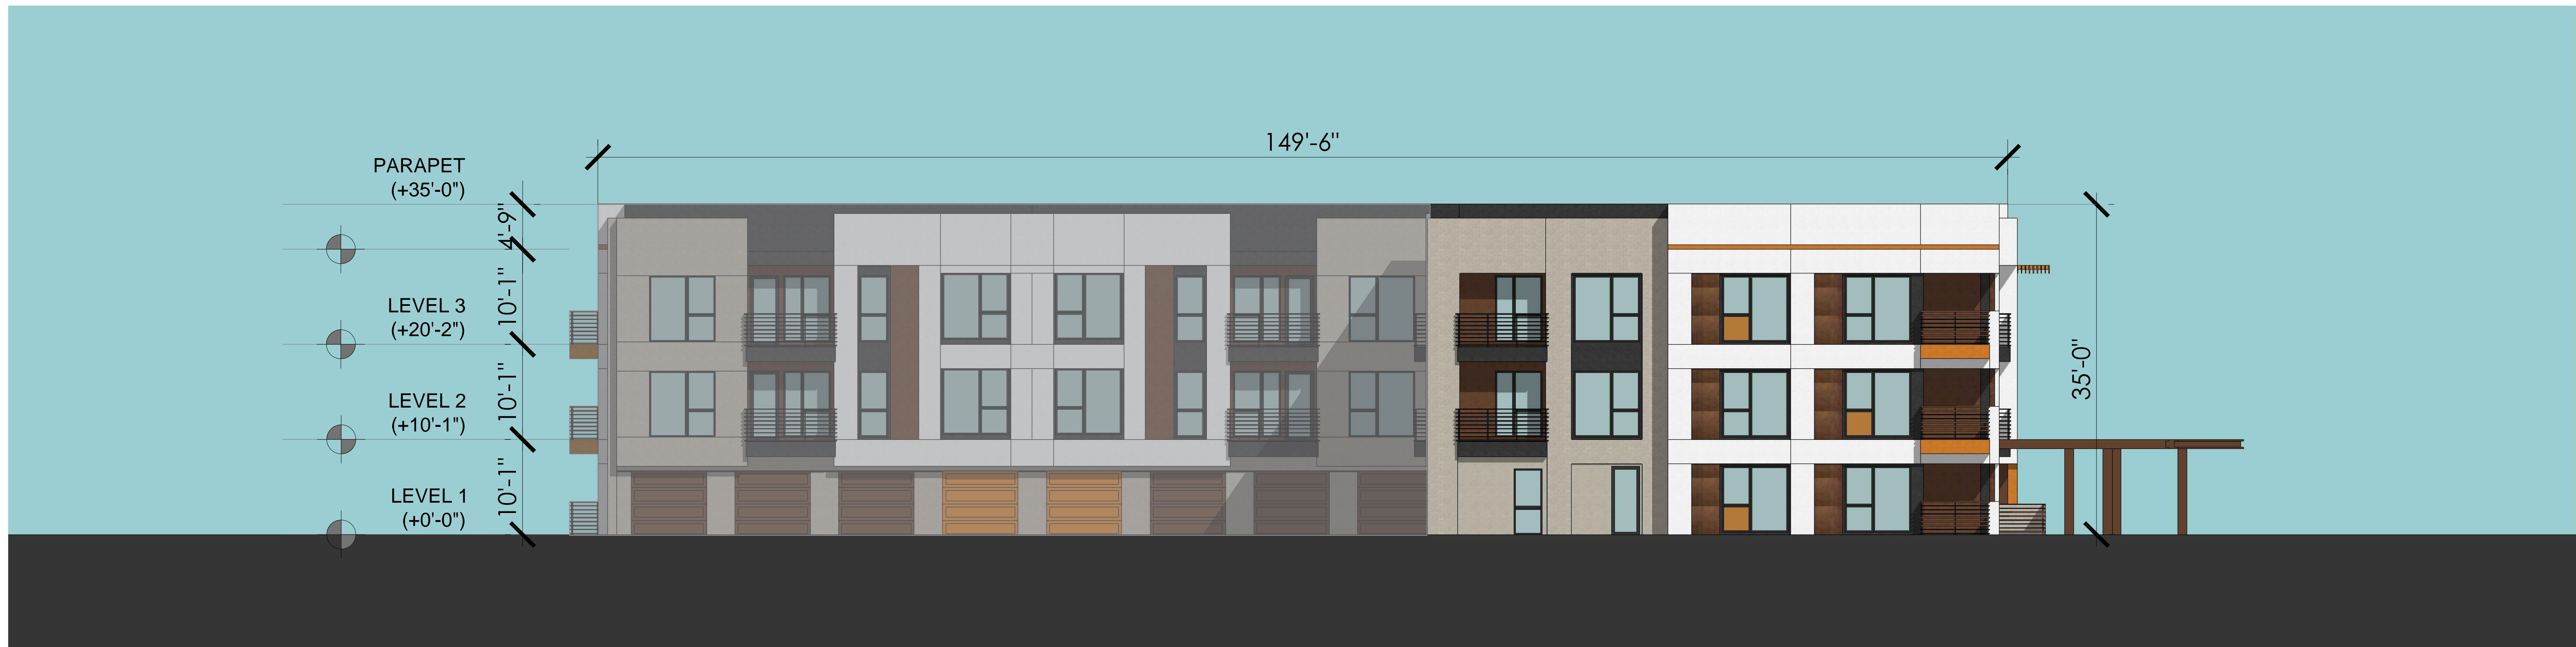 149'-6"
PARAPET
(+35'-0")
4'-9"
10'-1"
LEVEL 3
(+20'-2")
10'-1"
LEVEL 2
(+10'-1")
10'-1"
LEVEL 1
(+0'-0")
35'-0"